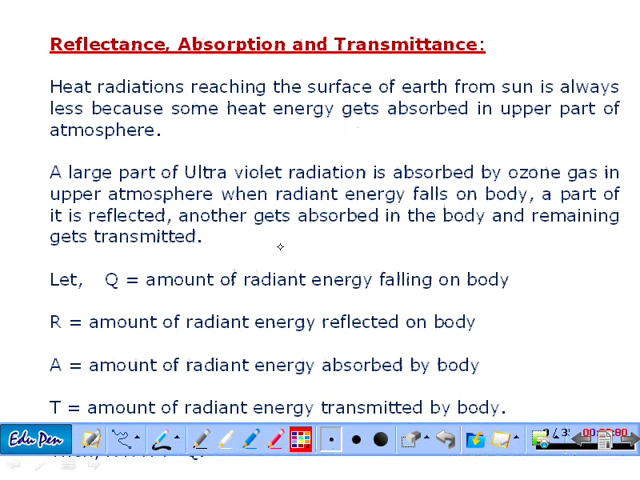 Reflectance, Absorption and Transmittance:
Heat radiations reaching the surface of earth from sun is always
less because some heat energy gets absorbed in upper part of
atmosphere.
A large part of Ultra violet radiation is absorbed by ozone gas in
upper atmosphere when radiant energy falls on body, a part of
it is reflected, another gets absorbed in the body and remaining
gets transmitted.
Let, Q = amount of radiant energy falling on body
R = amount of radiant energy reflected on body
A = amount of radiant energy absorbed by body
T = amount of radiant energy transmitted by body.
Edu Pen